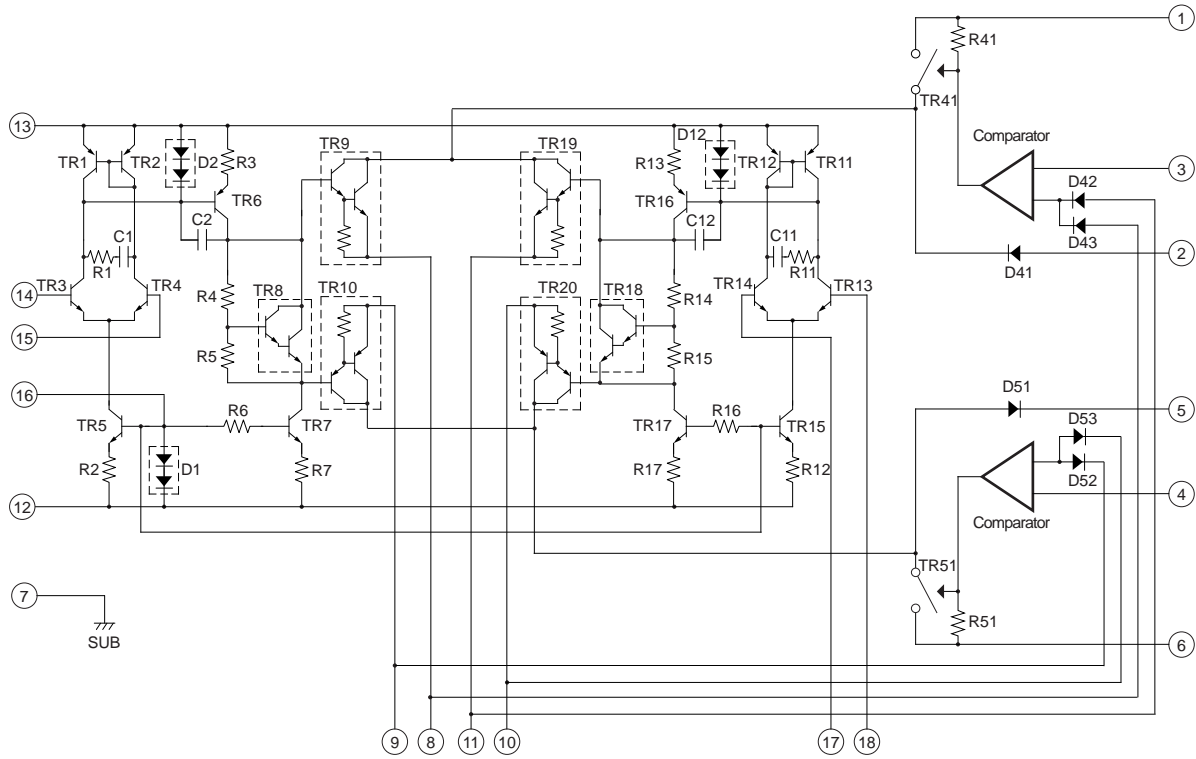 1
R41
TR41
13
TR9
TR19
D12
Comparator
TR1
TR2
D2
R3
R13
TR12
TR11
3
D42
TR6
TR16
C2
C12
D43
C1
C11
R1
R11
D41
2
TR3
TR4
R4
TR8
TR10
TR20
TR18
R14
TR14
TR13
14
15
R5
R15
17
16
D51
5
TR5
R6
TR7
TR17
R16
TR15
D53
R2
D1
R7
R17
R12
D52
12
4
Comparator
TR51
7
SUB
R51
6
9
8
11
10
17
18